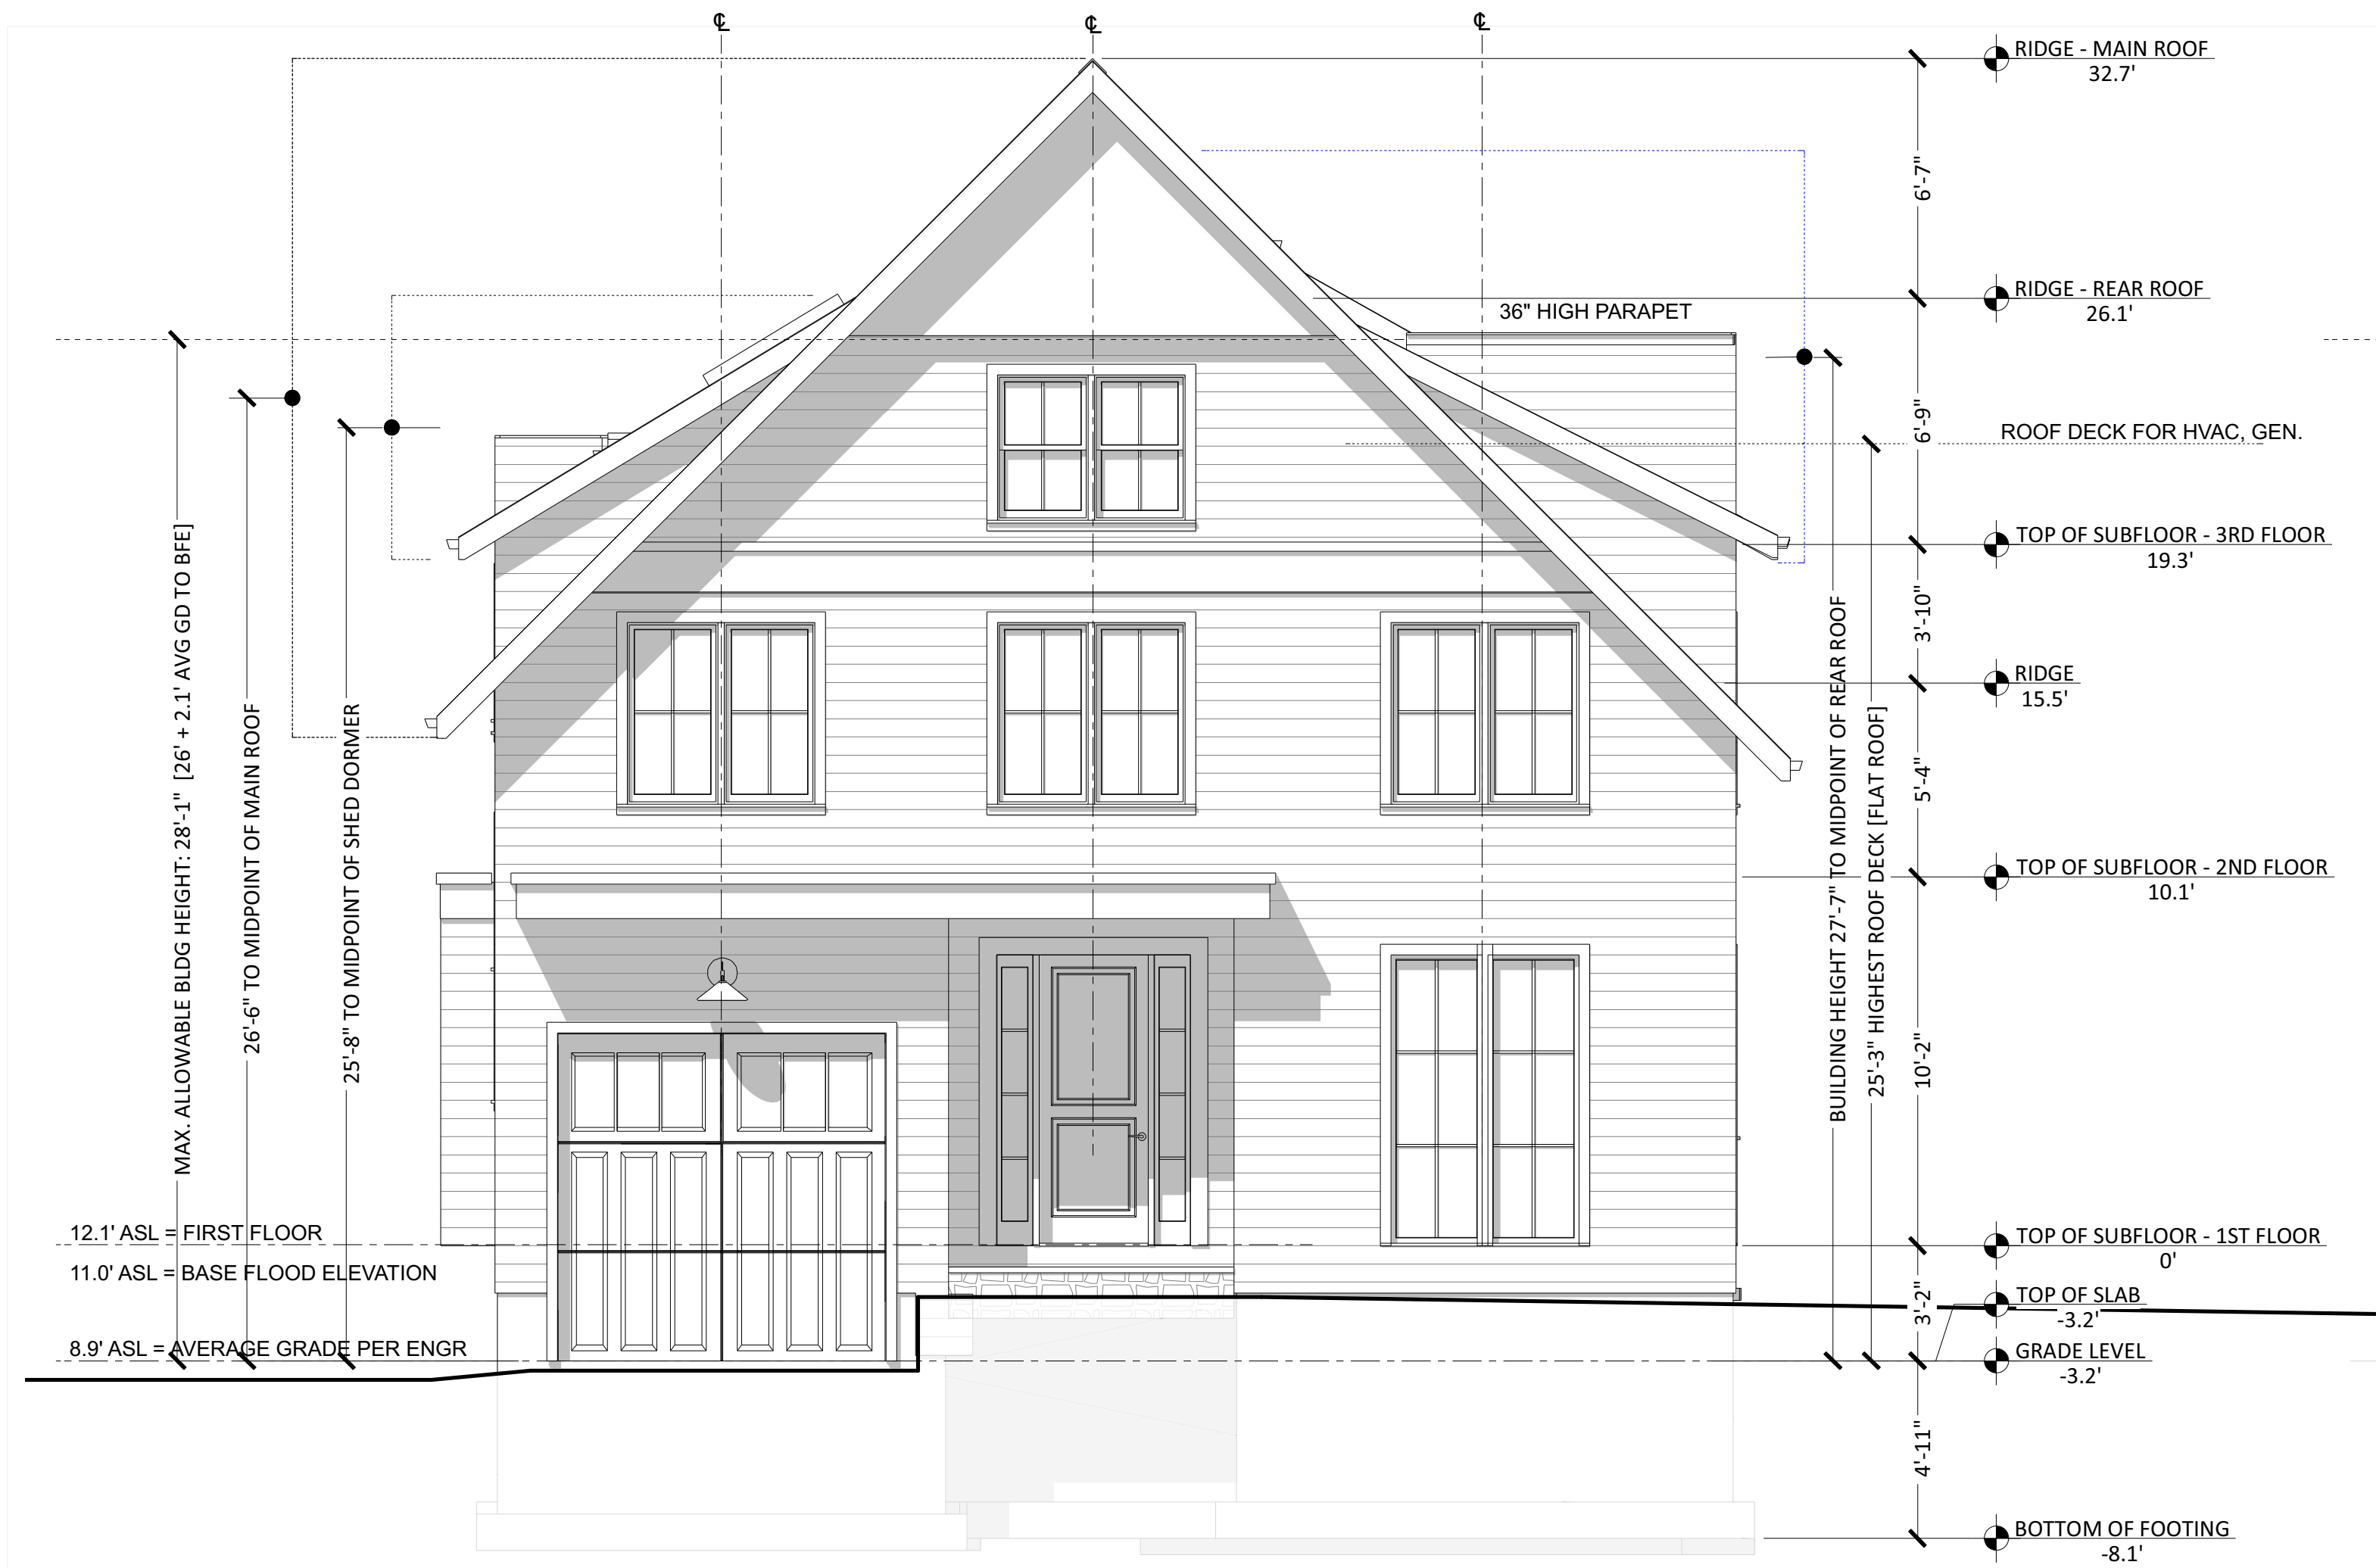 ℄ ℄ ℄
RIDGE - MAIN ROOF
32.7'
6'-7"
RIDGE - REAR ROOF
26.1'
36" HIGH PARAPET
6'-9"
ROOF DECK FOR HVAC, GEN.
TOP OF SUBFLOOR - 3RD FLOOR
19.3'
3'-10"
RIDGE
15.5'
5'-4"
TOP OF SUBFLOOR - 2ND FLOOR
10.1'
10'-2"
MAX. ALLOWABLE BLDG HEIGHT: 28'-1" [26' + 2.1' AVG GD TO BFE]
26'-6" TO MIDPOINT OF MAIN ROOF
25'-8" TO MIDPOINT OF SHED DORMER
BUILDING HEIGHT 27'-7" TO MIDPOINT OF REAR ROOF
25'-3" HIGHEST ROOF DECK [FLAT ROOF]
12.1' ASL = FIRST FLOOR
TOP OF SUBFLOOR - 1ST FLOOR
0'
11.0' ASL = BASE FLOOD ELEVATION
3'-2"
TOP OF SLAB
-3.2'
8.9' ASL = AVERAGE GRADE PER ENGR
GRADE LEVEL
-3.2'
4'-11"
BOTTOM OF FOOTING
-8.1'